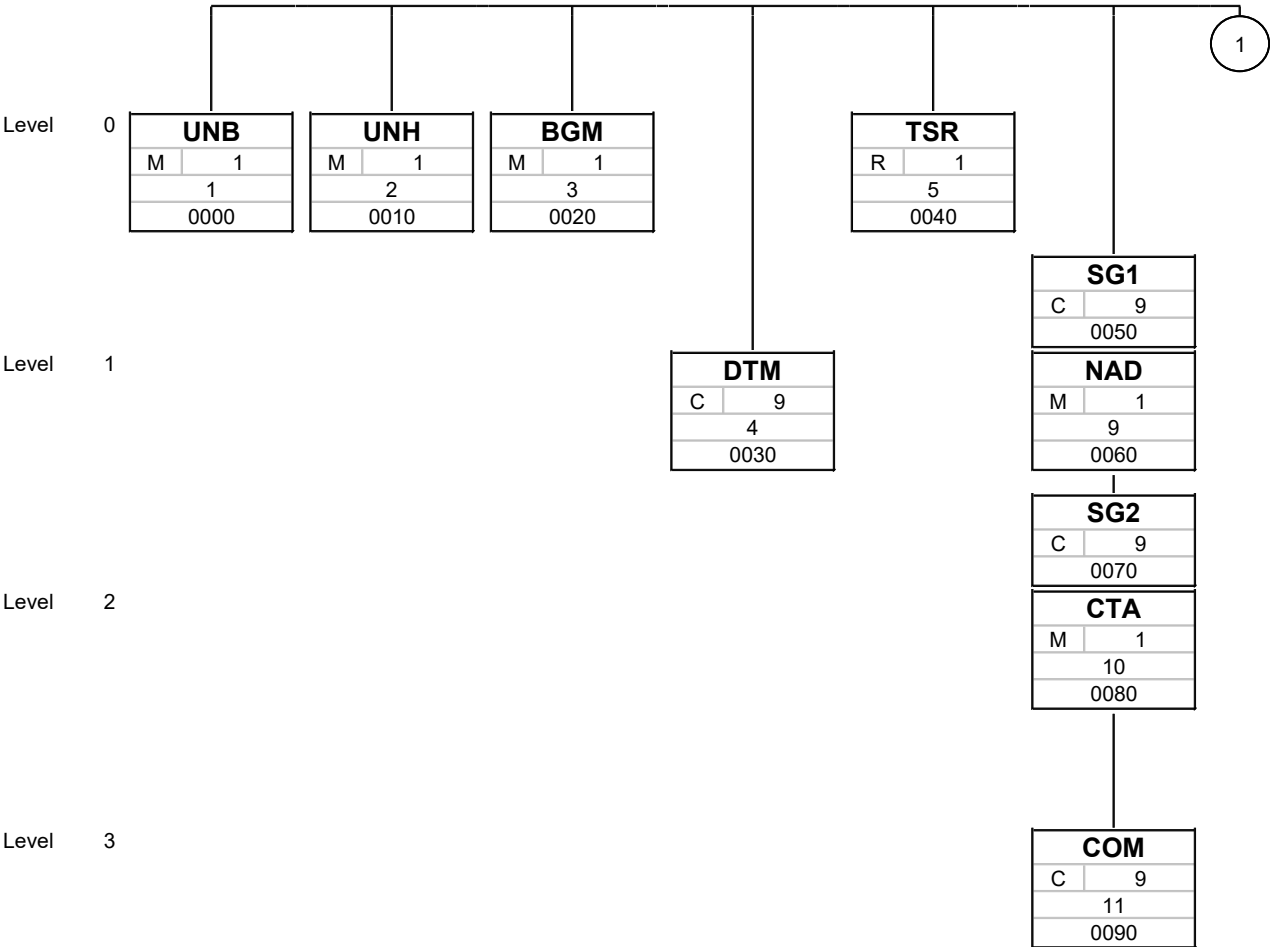 1
Level 0 UNB UNH BGM TSR
M 1 M 1 M 1 R 1
1 2 3 5
0000 0010 0020 0040
SG1
C 9
0050
Level 1 DTM NAD
C 9 M 1
4 9
0030 0060
SG2
C 9
0070
Level 2 CTA
M 1
10
0080
Level 3 COM
C 9
11
0090